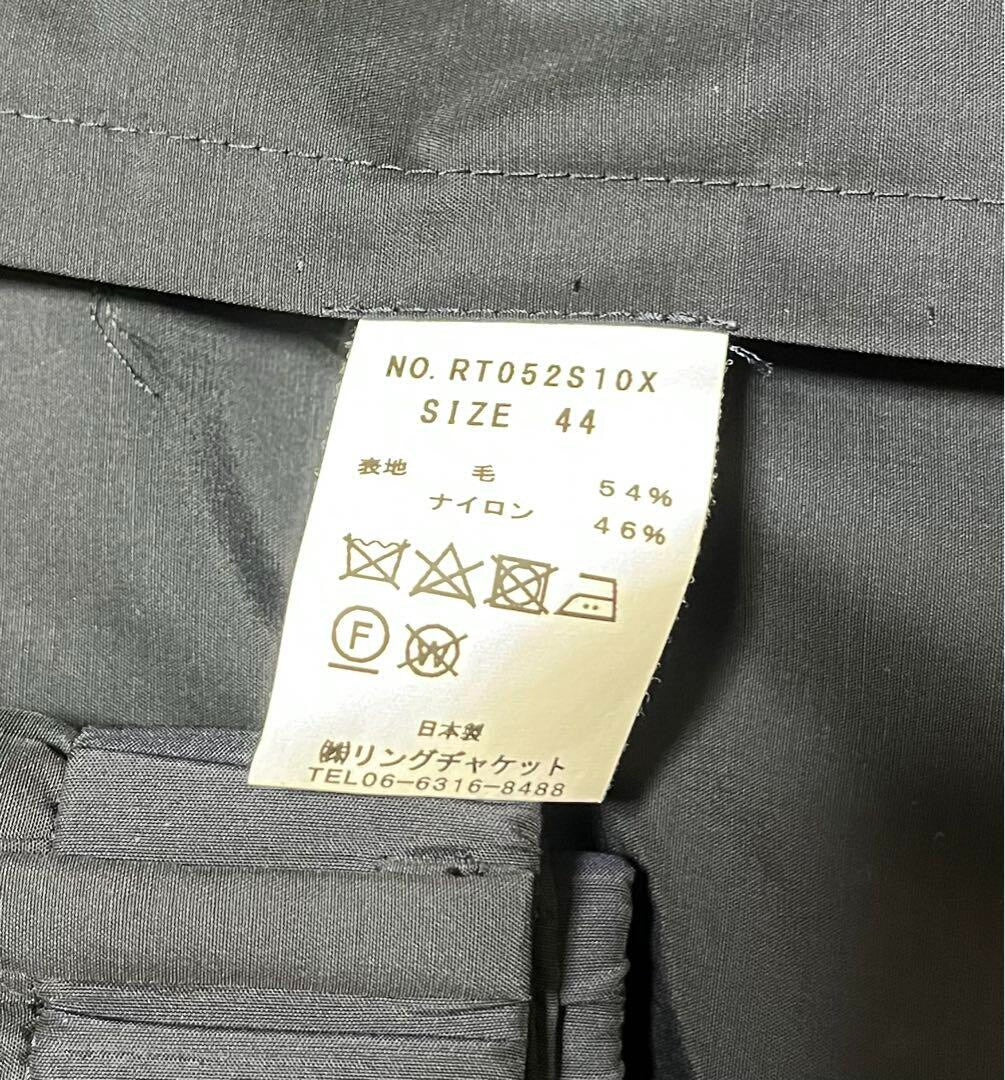 NO. RT052S10X
SIZE 44
表地 毛 54%
ナイロン 46%
F W
日本製
㈱リングヂャケット
TEL06-6316-8488